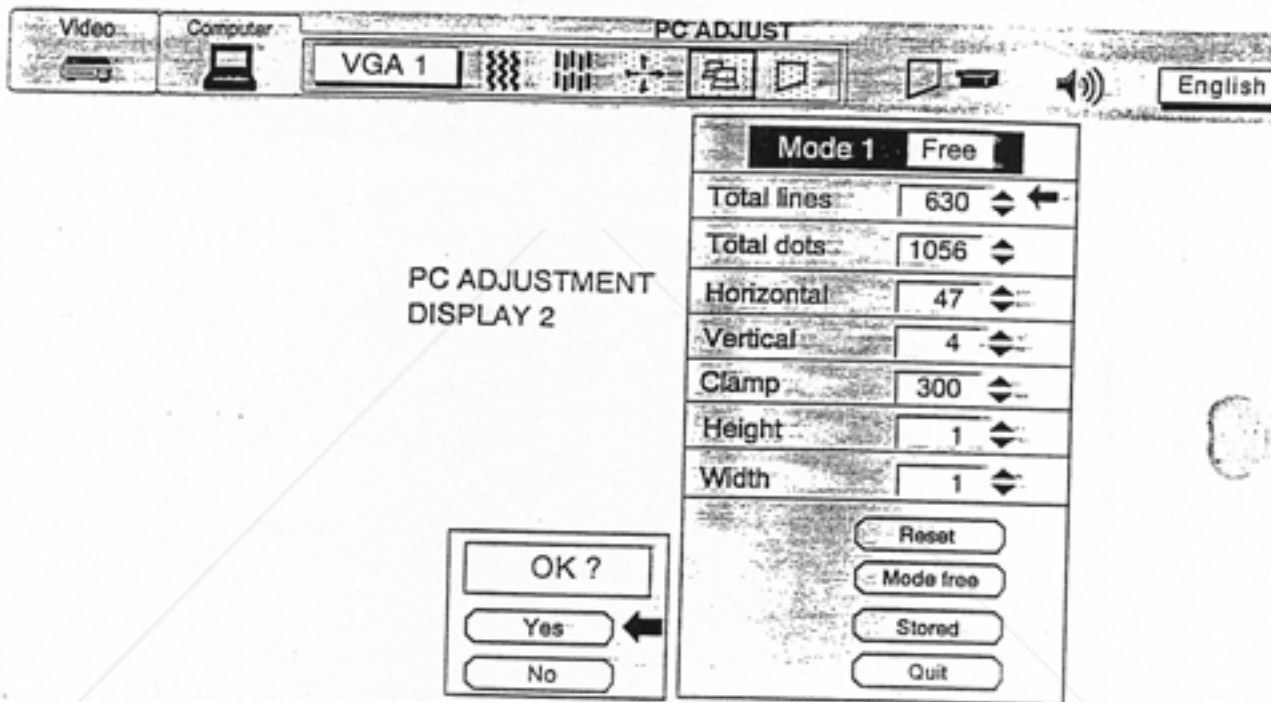 PC ADJUST
Video
Computer
VGA 1
English
Mode 1 Free
Total lines 630
Total dots 1056
Horizontal 47
Vertical 4
Clamp 300
Height 1
Width 1
Reset
Mode free
Stored
Quit
PC ADJUSTMENT
DISPLAY 2
OK ?
Yes
No